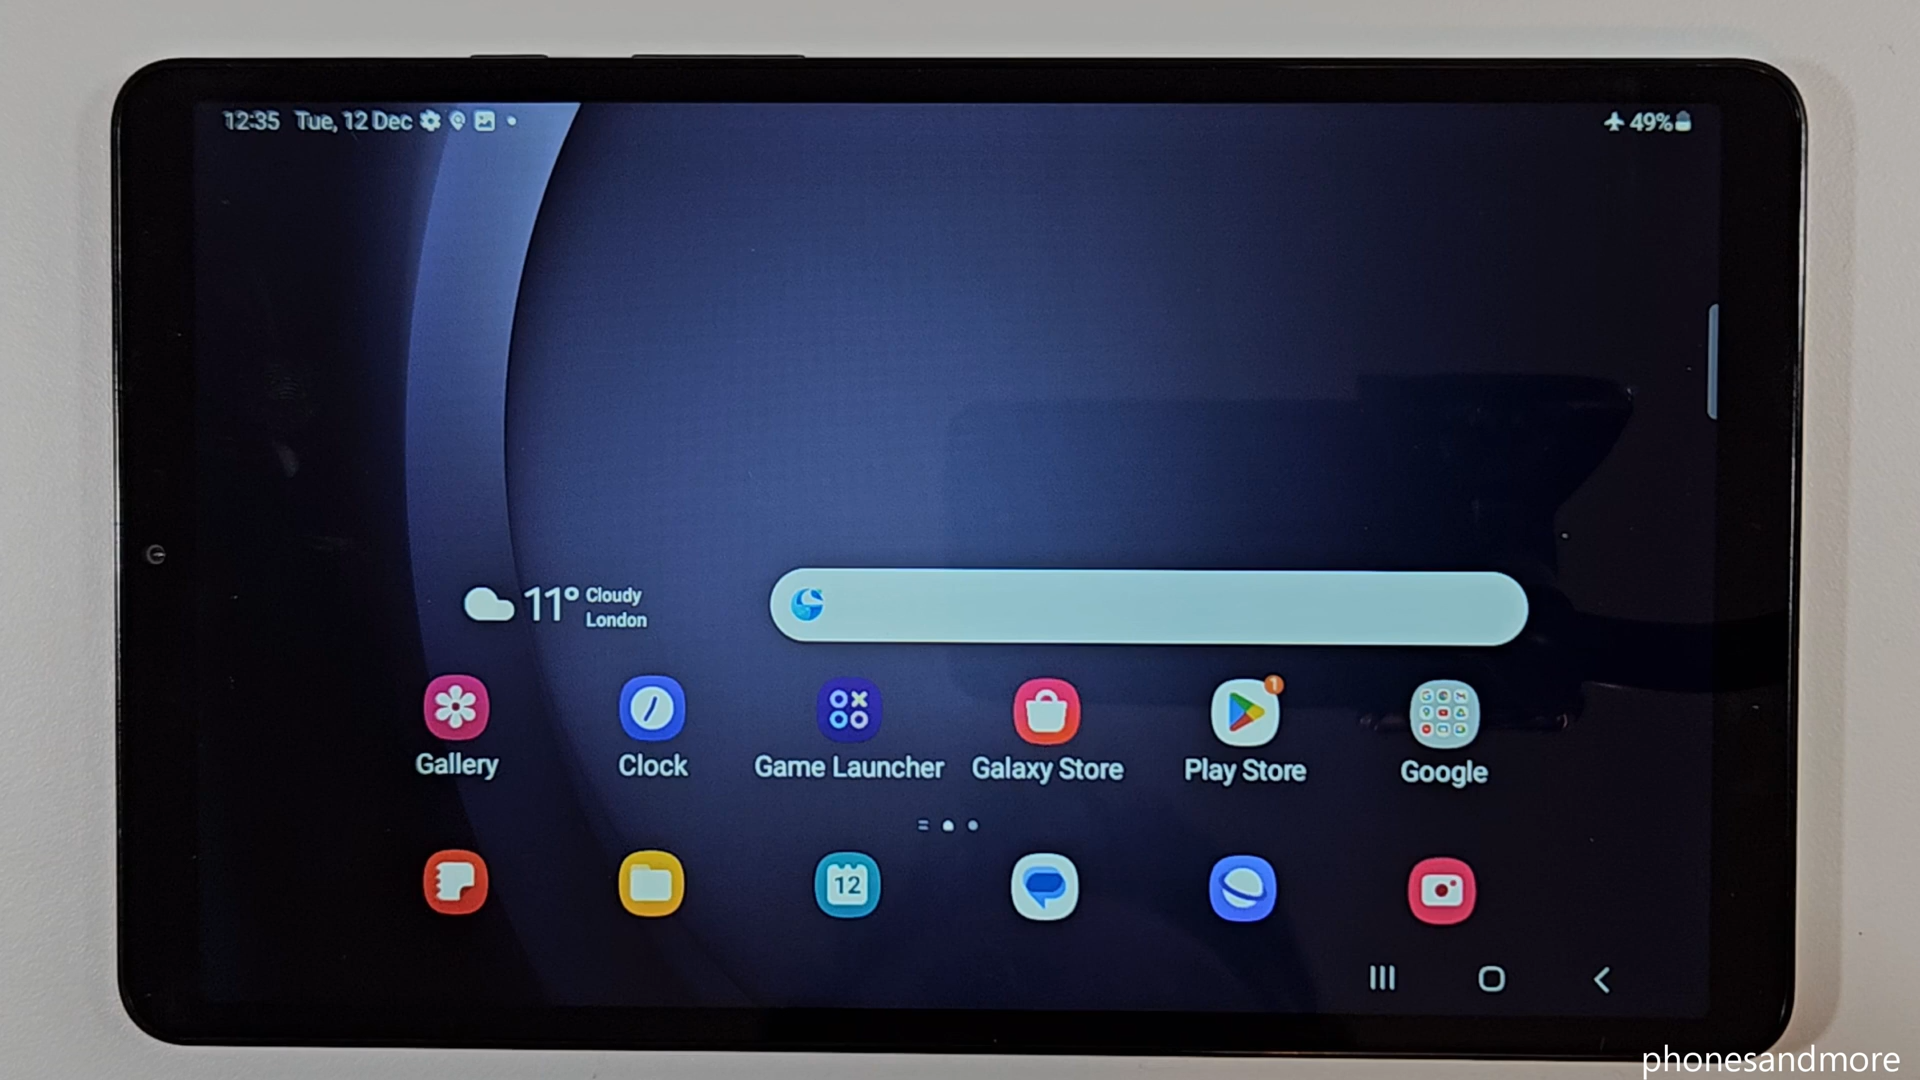 12:35 Tue, 12 Dec
49%
11° Cloudy
London
Gallery
Clock
Game Launcher
Galaxy Store
Play Store
1
Google
12
phonesandmore